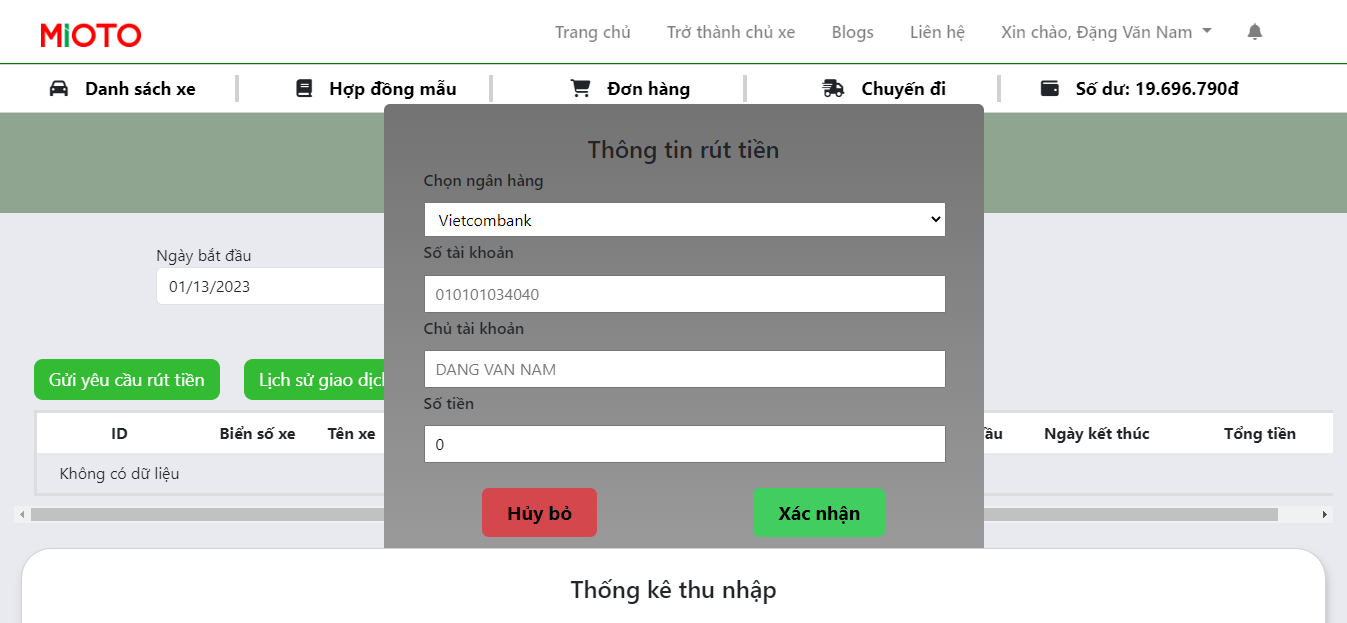 MiOTO
Trang chủ Trở thành chủ xe Blogs Liên hệ Xin chào, Đặng Văn Nam
Danh sách xe Hợp đồng mẫu Đơn hàng Chuyến đi Số dư: 19.696.790đ
Thông tin rút tiền
Chọn ngân hàng
Vietcombank
Số tài khoản
010101034040
Chủ tài khoản
DANG VAN NAM
Số tiền
0
Hủy bỏ Xác nhận
Ngày bắt đầu
01/13/2023
Gửi yêu cầu rút tiền Lịch sử giao dịch
ID Biển số xe Tên xe Ngày kết thúc Tổng tiền
Không có dữ liệu
Thống kê thu nhập